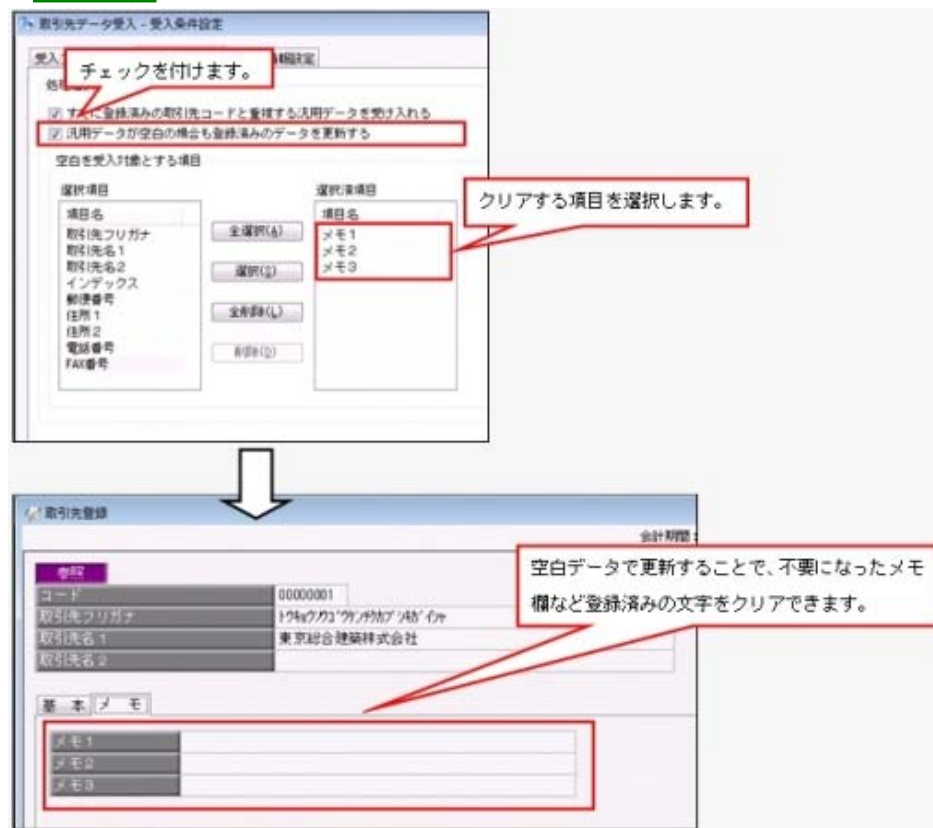 取引先データ受入 - 受入条件設定
受入
チェックを付けます。
すでに登録済みの取引先コードと重複する汎用データを受け入れる
汎用データが空白の場合も登録済みのデータを更新する
空白を受入対象とする項目
選択項目
選択済項目
クリアする項目を選択します。
項目名
項目名
取引先フリガナ
取引先名1
取引先名2
インデックス
郵便番号
住所1
住所2
電話番号
FAX番号
全選択(A)
選択(S)
全削除(L)
削除(D)
メモ1
メモ2
メモ3
取引先登録
会計期間:
空白データで更新することで、不要になったメモ
欄など登録済みの文字をクリアできます。
参照
コード
00000001
取引先フリガナ
取引先名1
東京総合建築株式会社
取引先名2
基 本
メ モ
メモ1
メモ2
メモ3